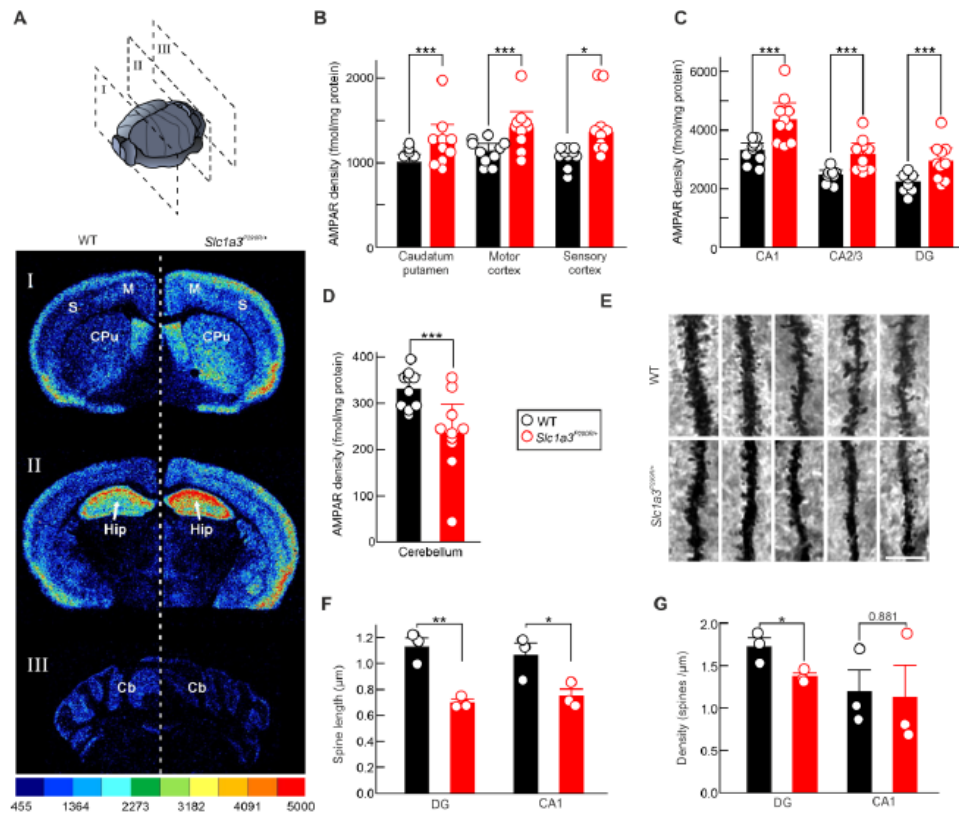 A
III
II
I
WT
Slc1a3P290R/+
I
M
M
S
S
CPu
CPu
II
Hip
Hip
III
Cb
Cb
455
1364
2273
3182
4091
5000
B
AMPAR density (fmol/mg protein)
2000
1000
0
***
***
*
Caudatum
putamen
Motor
cortex
Sensory
cortex
C
AMPAR density (fmol/mg protein)
6000
4000
2000
0
***
***
***
CA1
CA2/3
DG
D
AMPAR density (fmol/mg protein)
400
300
200
100
0
***
Cerebellum
WT
Slc1a3P290R/+
E
WT
Slc1a3P290R/+
F
Spine length (µm)
1.2
1.0
0.8
0.6
0.4
0.2
0.0
**
*
DG
CA1
G
Density (spines /µm)
2.0
1.5
1.0
0.5
0.0
*
0.881
DG
CA1